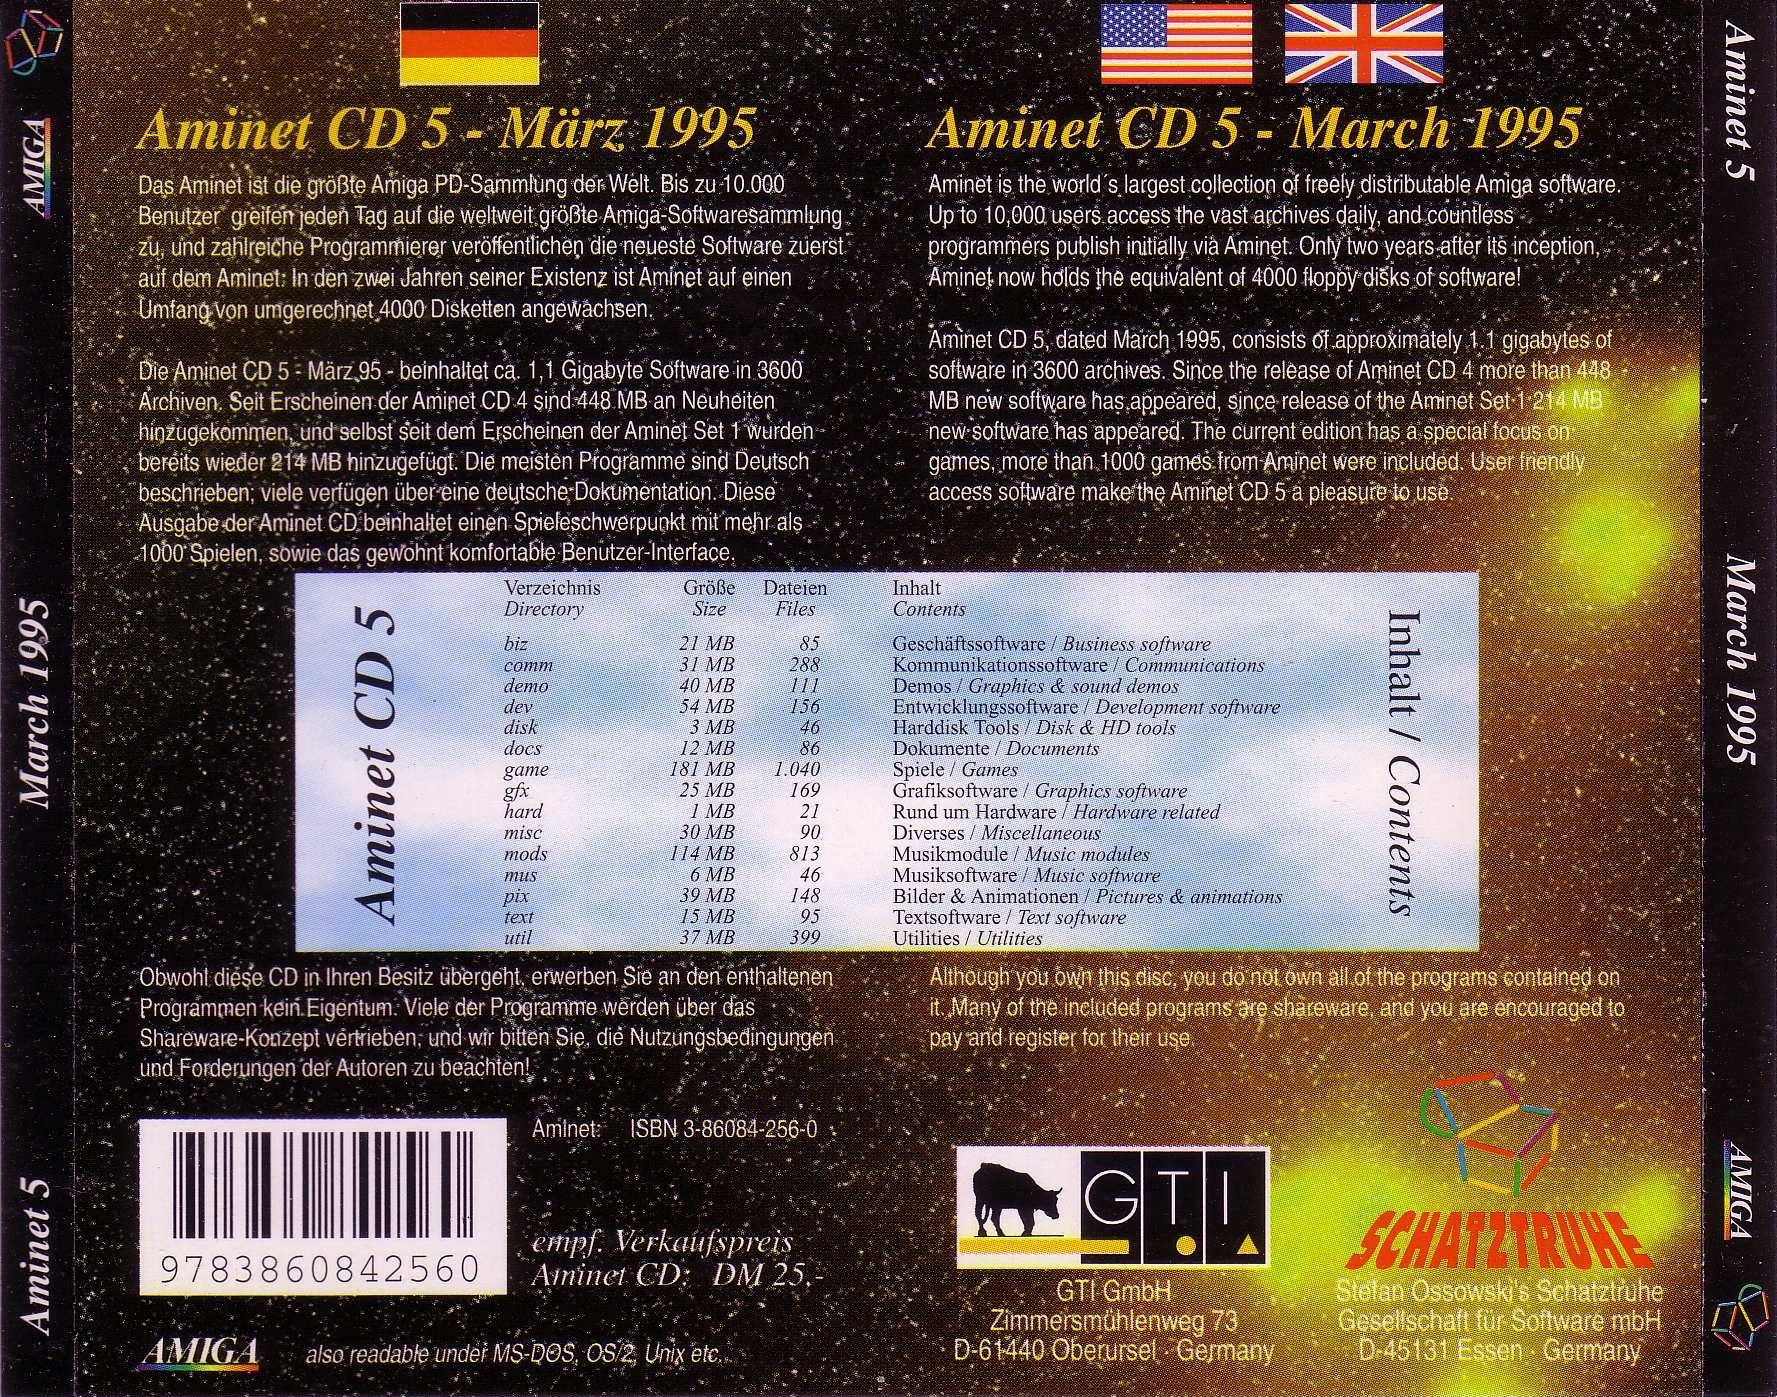 Aminet CD 5 - März 1995
Das Aminet ist die größte Amiga PD-Sammlung der Welt. Bis zu 10.000
Benutzer greifen jeden Tag auf die weltweit größte Amiga-Softwaresammlung
zu, und zahlreiche Programmierer veröffentlichen die neueste Software zuerst
auf dem Aminet. In den zwei Jahren seiner Existenz ist Aminet auf einen
Umfang von umgerechnet 4000 Disketten angewachsen.
Die Aminet CD 5 - März 95 - beinhaltet ca. 1,1 Gigabyte Software in 3600
Archiven. Seit Erscheinen der Aminet CD 4 sind 448 MB an Neuheiten
hinzugekommen, und selbst seit dem Erscheinen der Aminet Set 1 wurden
bereits wieder 214 MB hinzugefügt. Die meisten Programme sind Deutsch
beschrieben; viele verfügen über eine deutsche Dokumentation. Diese
Ausgabe der Aminet CD beinhaltet einen Spieleschwerpunkt mit mehr als
1000 Spielen, sowie das gewohnt komfortable Benutzer-Interface.
Aminet CD 5 - March 1995
Aminet is the world´s largest collection of freely distributable Amiga software.
Up to 10,000 users access the vast archives daily, and countless
programmers publish initially via Aminet. Only two years after its inception,
Aminet now holds the equivalent of 4000 floppy disks of software!
Aminet CD 5, dated March 1995, consists of approximately 1.1 gigabytes of
software in 3600 archives. Since the release of Aminet CD 4 more than 448
MB new software has appeared, since release of the Aminet Set 1 214 MB
new software has appeared. The current edition has a special focus on
games, more than 1000 games from Aminet were included. User friendly
access software make the Aminet CD 5 a pleasure to use.
Aminet CD 5
Verzeichnis Größe Dateien Inhalt
Directory Size Files Contents
biz 21 MB 85 Geschäftssoftware / Business software
comm 31 MB 288 Kommunikationssoftware / Communications
demo 40 MB 111 Demos / Graphics & sound demos
dev 54 MB 156 Entwicklungssoftware / Development software
disk 3 MB 46 Harddisk Tools / Disk & HD tools
docs 12 MB 86 Dokumente / Documents
game 181 MB 1.040 Spiele / Games
gfx 25 MB 169 Grafiksoftware / Graphics software
hard 1 MB 21 Rund um Hardware / Hardware related
misc 30 MB 90 Diverses / Miscellaneous
mods 114 MB 813 Musikmodule / Music modules
mus 6 MB 46 Musiksoftware / Music software
pix 39 MB 148 Bilder & Animationen / Pictures & animations
text 15 MB 95 Textsoftware / Text software
util 37 MB 399 Utilities / Utilities
Inhalt / Contents
Obwohl diese CD in Ihren Besitz übergeht, erwerben Sie an den enthaltenen
Programmen kein Eigentum. Viele der Programme werden über das
Shareware-Konzept vertrieben, und wir bitten Sie, die Nutzungsbedingungen
und Forderungen der Autoren zu beachten!
Although you own this disc, you do not own all of the programs contained on
it. Many of the included programs are shareware, and you are encouraged to
pay and register for their use.
Aminet: ISBN 3-86084-256-0
9783860842560
empf. Verkaufspreis
Aminet CD: DM 25,-
AMIGA
also readable under MS-DOS, OS/2, Unix etc..
GTI
GTI GmbH
Zimmersmühlenweg 73
D-61440 Oberursel · Germany
SCHATZTRUHE
Stefan Ossowski's Schatztruhe
Gesellschaft für Software mbH
D-45131 Essen · Germany
AMIGA
March 1995
Aminet 5
Aminet 5
March 1995
AMIGA